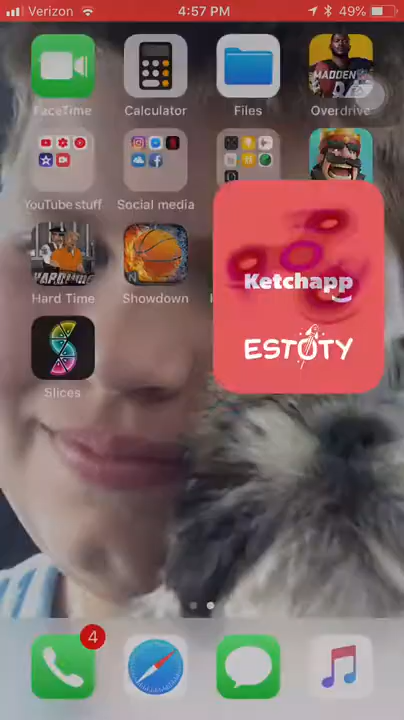 Verizon 4:57 PM 49%
FaceTime Calculator Files Overdrive
MADDEN
YouTube stuff Social media
Hard Time Showdown
Ketchapp
ESTOTY
Slices
4